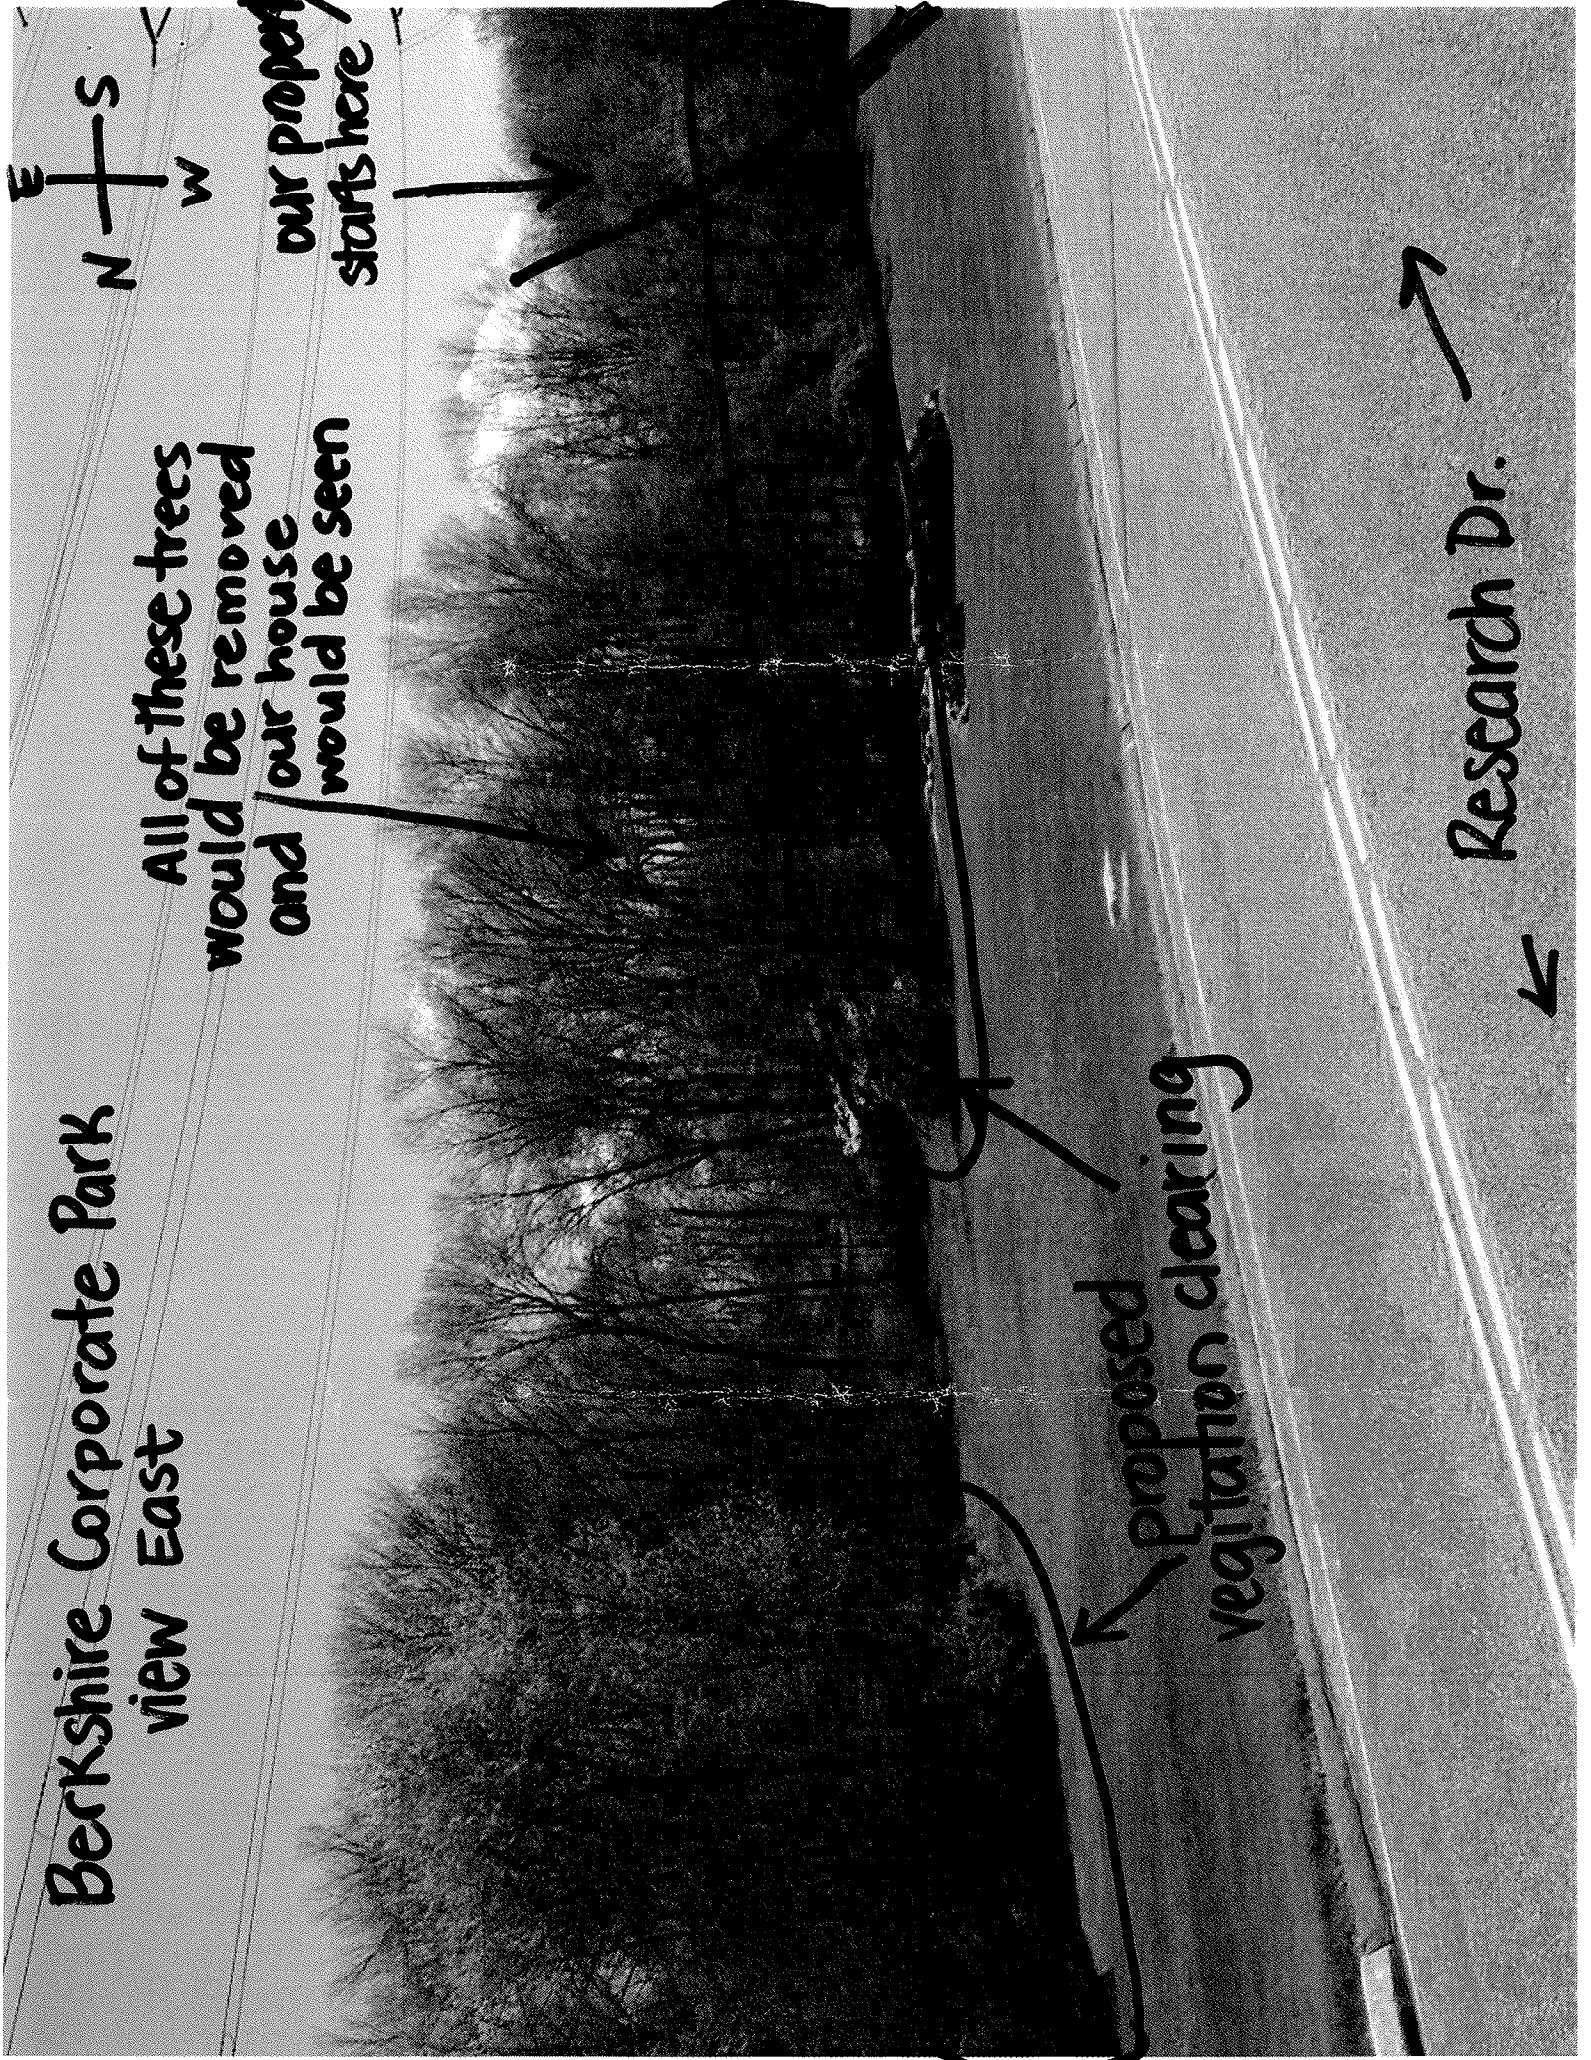 Berkshire Corporate Park
view East
All of these trees
would be removed
and our house
would be seen
E
N S
W
our proper
starts here
proposed
vegitation clearing
Research Dr.